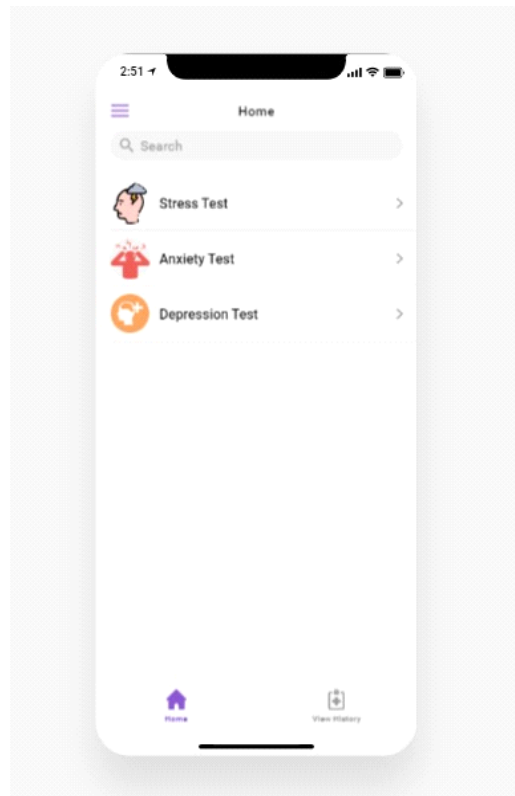 2:51
Home
Search
Stress Test
Anxiety Test
Depression Test
Home
View History